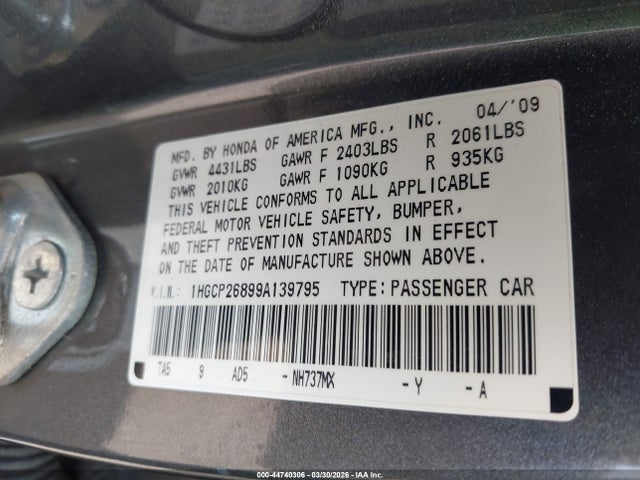 MFD. BY HONDA OF AMERICA MFG., INC. 04/'09
GVWR 4431LBS GAWR F 2403LBS R 2061LBS
GVWR 2010KG GAWR F 1090KG R 935KG
THIS VEHICLE CONFORMS TO ALL APPLICABLE
FEDERAL MOTOR VEHICLE SAFETY, BUMPER,
AND THEFT PREVENTION STANDARDS IN EFFECT
ON THE DATE OF MANUFACTURE SHOWN ABOVE.
V.I.N.: 1HGCP26899A139795 TYPE:PASSENGER CAR
TA5 9 AD5 -NH737MX -Y -A
000-44740306 - 03/30/2026 - IAA Inc.